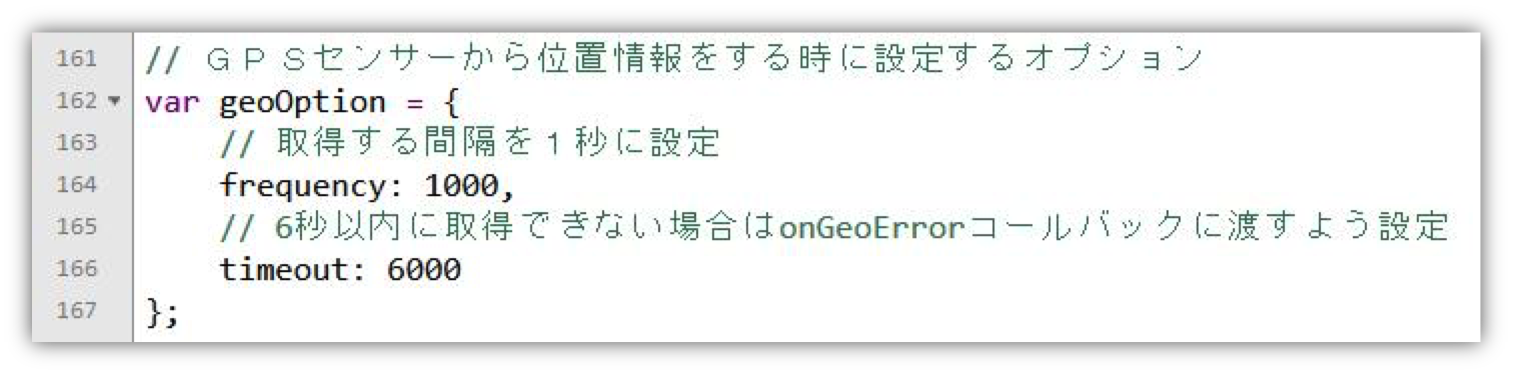 161 // ＧＰＳセンサーから位置情報をする時に設定するオプション
162 var geoOption = {
163 // 取得する間隔を１秒に設定
164 frequency: 1000,
165 // 6秒以内に取得できない場合はonGeoErrorコールバックに渡すよう設定
166 timeout: 6000
167 };